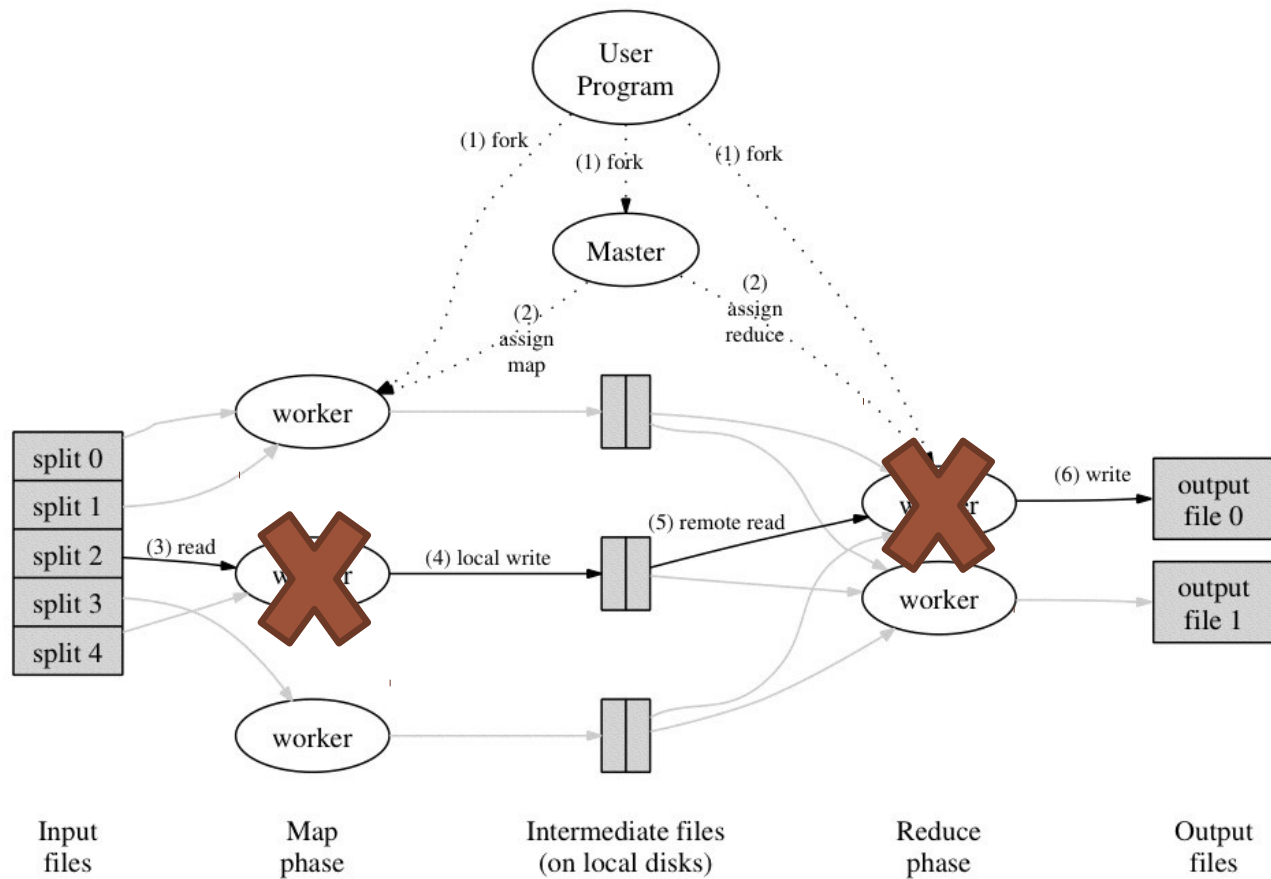 User
Program
(1) fork
(1) fork
(1) fork
Master
(2)
assign
map
(2)
assign
reduce
worker
split 0
split 1
split 2
split 3
split 4
(3) read
(4) local write
(5) remote read
(6) write
output
file 0
worker
output
file 1
worker
Input
files
Map
phase
Intermediate files
(on local disks)
Reduce
phase
Output
files